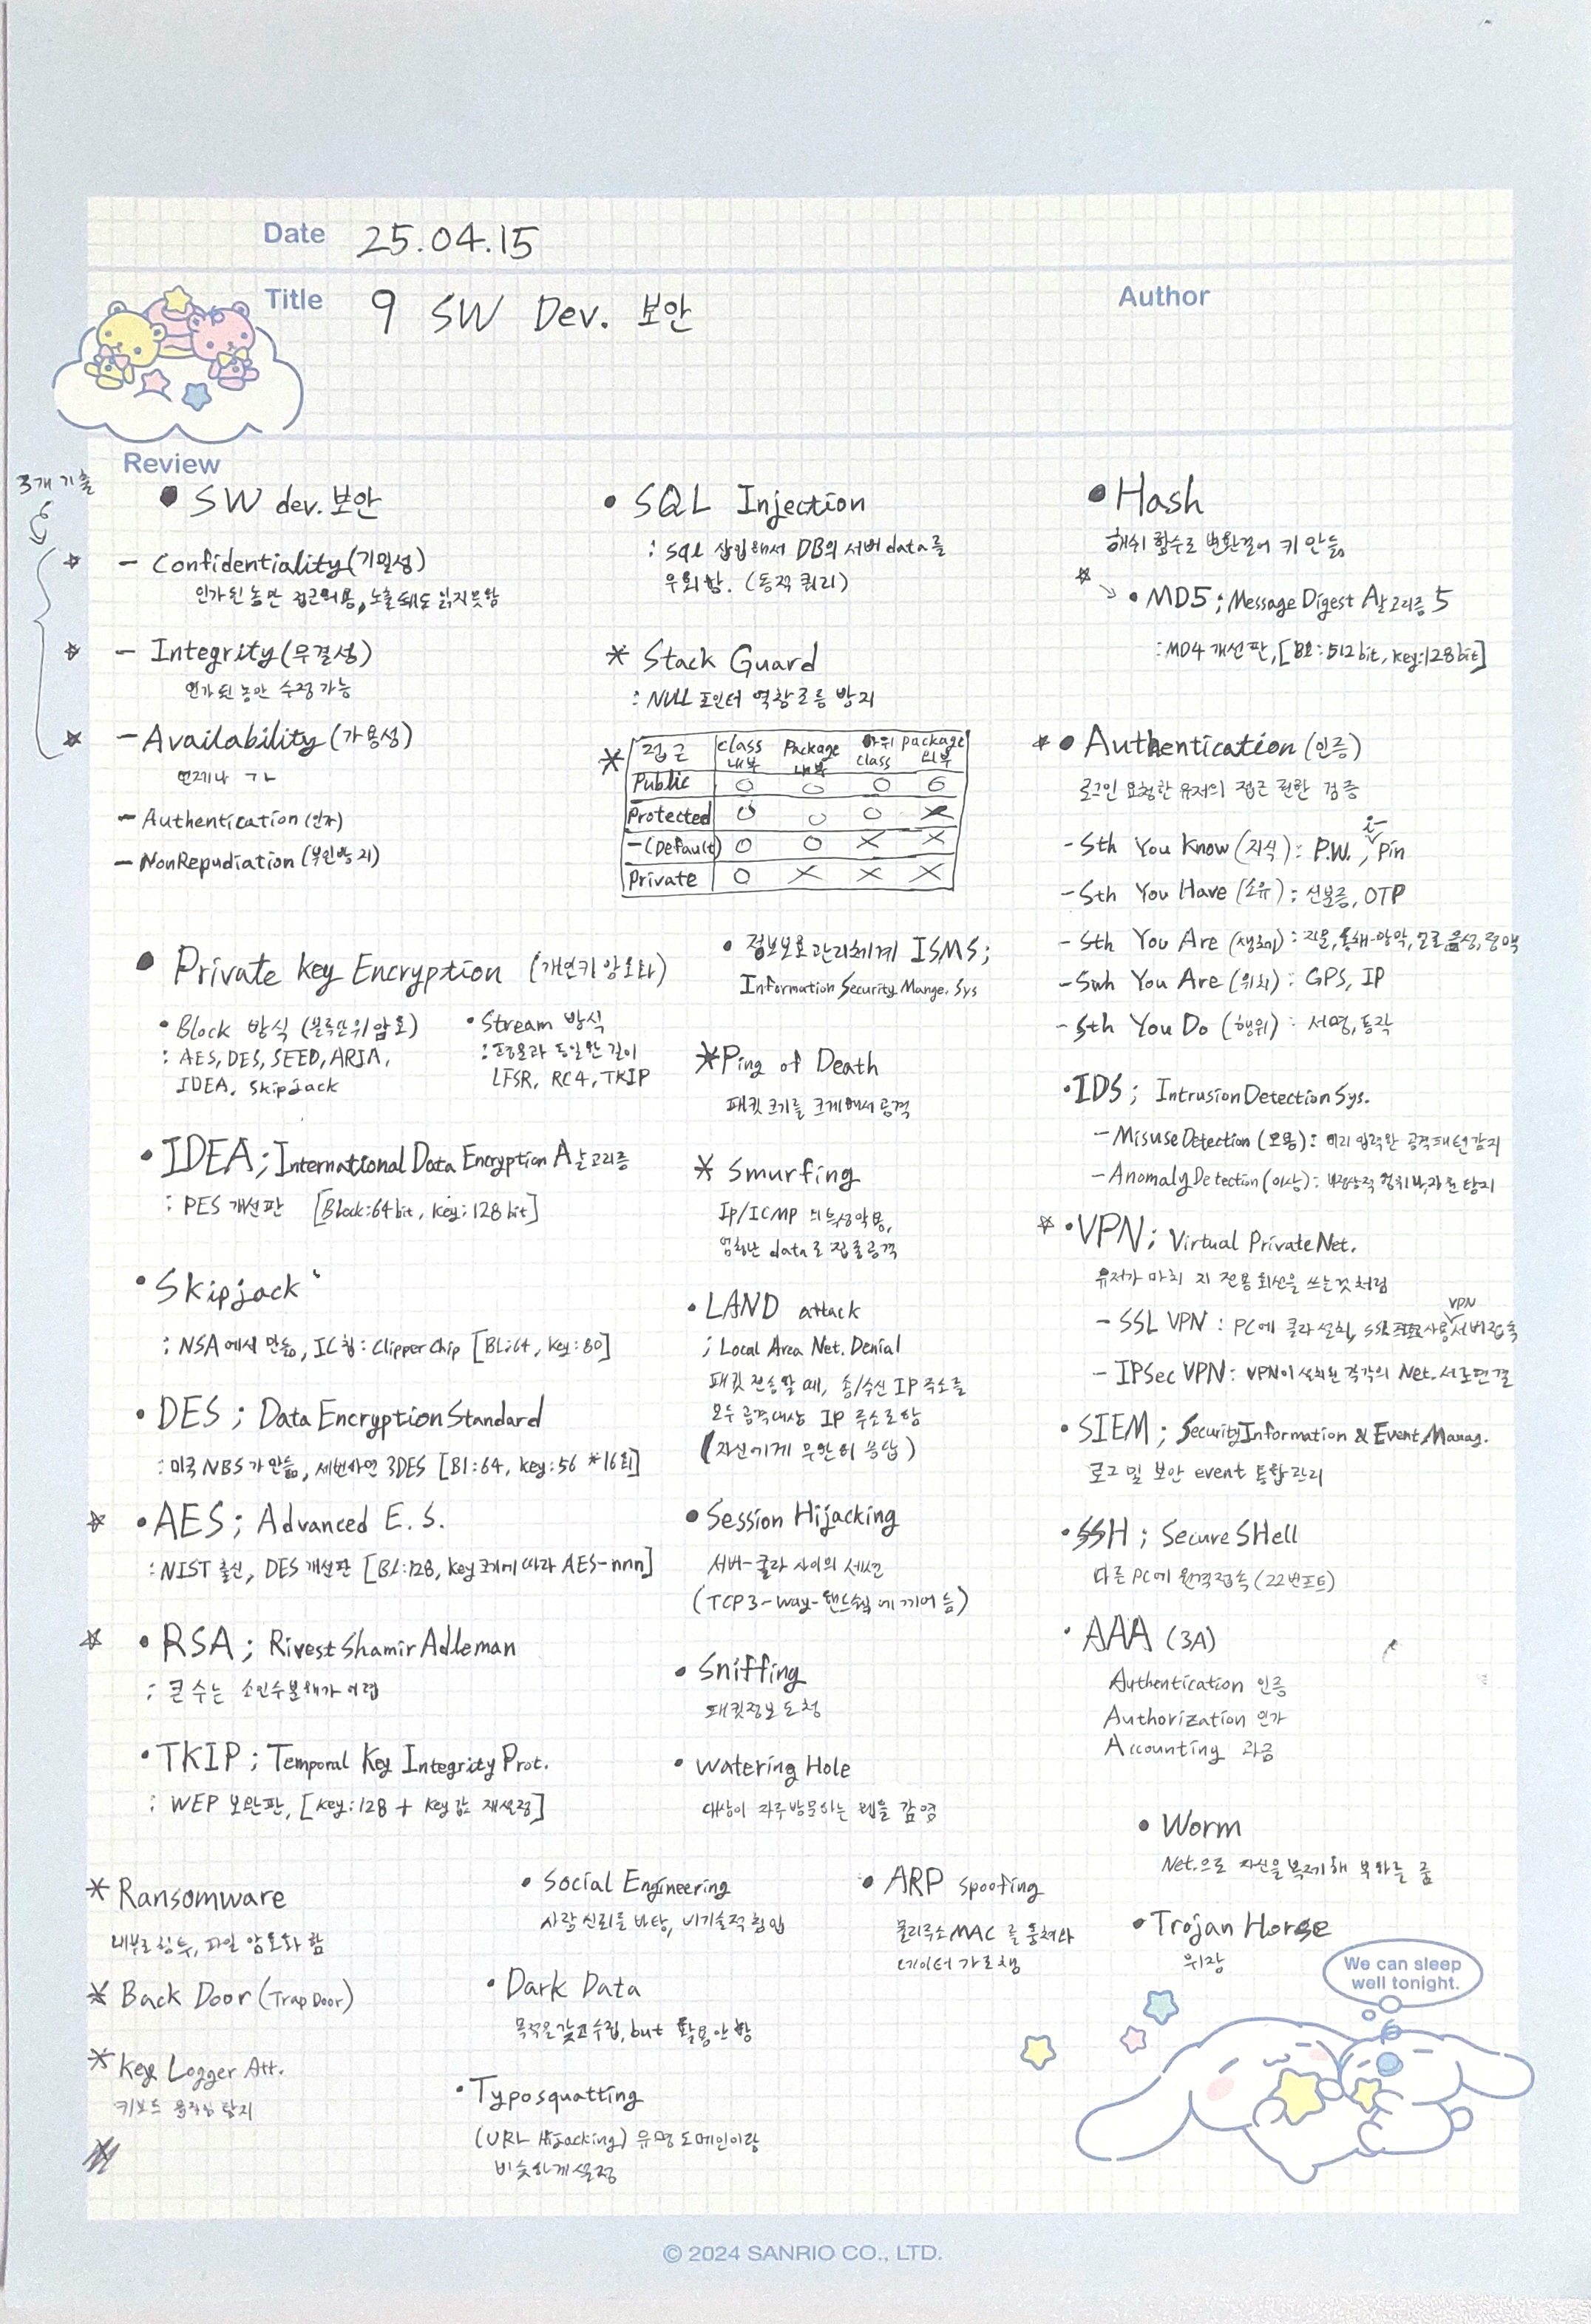 Date 25.04.15
Title 9 SW Dev. 보안
Author
Review
3개 기출
• SW dev. 보안
☆ - Confidentiality (기밀성)
인가된 놈만 접근허용, 노출돼도 읽지못함
☆ - Integrity (무결성)
인가된 놈만 수정 가능
☆ - Availability (가용성)
언제나 ㄱㄴ
- Authentication (인증)
- NonRepudiation (부인방지)
• Private key Encryption (개인키 암호화)
• Block 방식 (블록단위 암호)
: AES, DES, SEED, ARIA,
IDEA, Skipjack
• Stream 방식
: 평문과 동일한 길이
LFSR, RC4, TKIP
• IDEA ; International Data Encryption A알고리즘
: PES 개선판 [Block:64bit, key:128bit]
• Skipjack
: NSA에서 만듦, IC칩: Clipper Chip [Bl:64, key:80]
• DES ; Data Encryption Standard
: 미국 NBS가 만듦, 세번하면 3DES [Bl:64, key:56 *16회]
☆ • AES ; Advanced E. S.
: NIST 출신, DES 개선판 [Bl:128, key 크기에 따라 AES-nnn]
☆ • RSA ; Rivest Shamir Adleman
: 큰 수는 소인수분해가 어렵
• TKIP ; Temporal Key Integrity Prot.
: WEP 보완판, [key:128 + key값 재설정]
* Ransomware
내부로 침투, 파일 암호화 함
* Back Door (Trap Door)
* Key Logger Att.
키보드 움직임 탐지
• SQL Injection
: sql 삽입해서 DB의 서버 data를
우회함. (동적 쿼리)
* Stack Guard
: NULL 포인터 역참조를 방지
* 접근 class 내부 Package 내부 하위 class package 외부
Public ○ ○ ○ ○
Protected ○ ○ ○ ×
-(Default) ○ ○ × ×
Private ○ × × ×
• 정보보호관리체계 ISMS;
Information Security Mange. Sys
* Ping of Death
패킷 크기를 크게해서 공격
* Smurfing
Ip/ICMP 의 특성악용,
엄청난 data로 집중공격
• LAND attack
; Local Area Net. Denial
패킷 전송할 때, 송/수신 IP 주소를
모두 공격대상 IP 주소로함
(자신에게 무한히 응답)
• Session Hijacking
서버-클라 사이의 세션
(TCP 3-way-핸드쉑 에 끼어 듦)
• Sniffing
패킷정보 도청
• Watering Hole
대상이 자주 방문하는 웹을 감염
• Social Engineering
사람 신뢰를 바탕, 비기술적 침입
• Dark Data
목적을 갖고 수집, but 활용안함
• Typosquatting
(URL Hijacking) 유명 도메인이랑
비슷하게 설정
• ARP spoofing
물리주소 MAC 를 훔쳐와
데이터 가로챔
• Hash
해쉬 함수로 변환걸어 키 만듦
☆ • MD5 ; Message Digest A알고리즘 5
: MD4 개선판, [Bl:512bit, key:128bit]
* • Authentication (인증)
로그인 요청한 유저의 접근 권한 검증
- Sth You Know (지식) : P.W., i-Pin
- Sth You Have (소유) : 신분증, OTP
- Sth You Are (생체) : 지문, 홍채, 음성, 정맥
- Swh You Are (위치) : GPS, IP
- Sth You Do (행위) : 서명, 동작
• IDS ; Intrusion Detection Sys.
- Misuse Detection (오용) : 미리 입력한 공격패턴 감지
- Anomaly Detection (이상) : 비정상적 행위나, 자원 탐지
☆ • VPN ; Virtual Private Net.
유저가 마치 지 전용 회선을 쓰는것 처럼
- SSL VPN : PC에 클라 설치, SSL프로토사용 VPN 서버접속
- IPSec VPN : VPN이 설치된 각각의 Net. 서로연결
• SIEM ; Security Information & Event Manag.
로그 및 보안 event 통합관리
• SSH ; Secure SHell
다른 PC에 원격접속 (22번포트)
• AAA (3A)
Authentication 인증
Authorization 인가
Accounting 과금
• Worm
Net.으로 자신을 복제해 부하를 줌
• Trojan Horse
위장
We can sleep
well tonight.
© 2024 SANRIO CO., LTD.